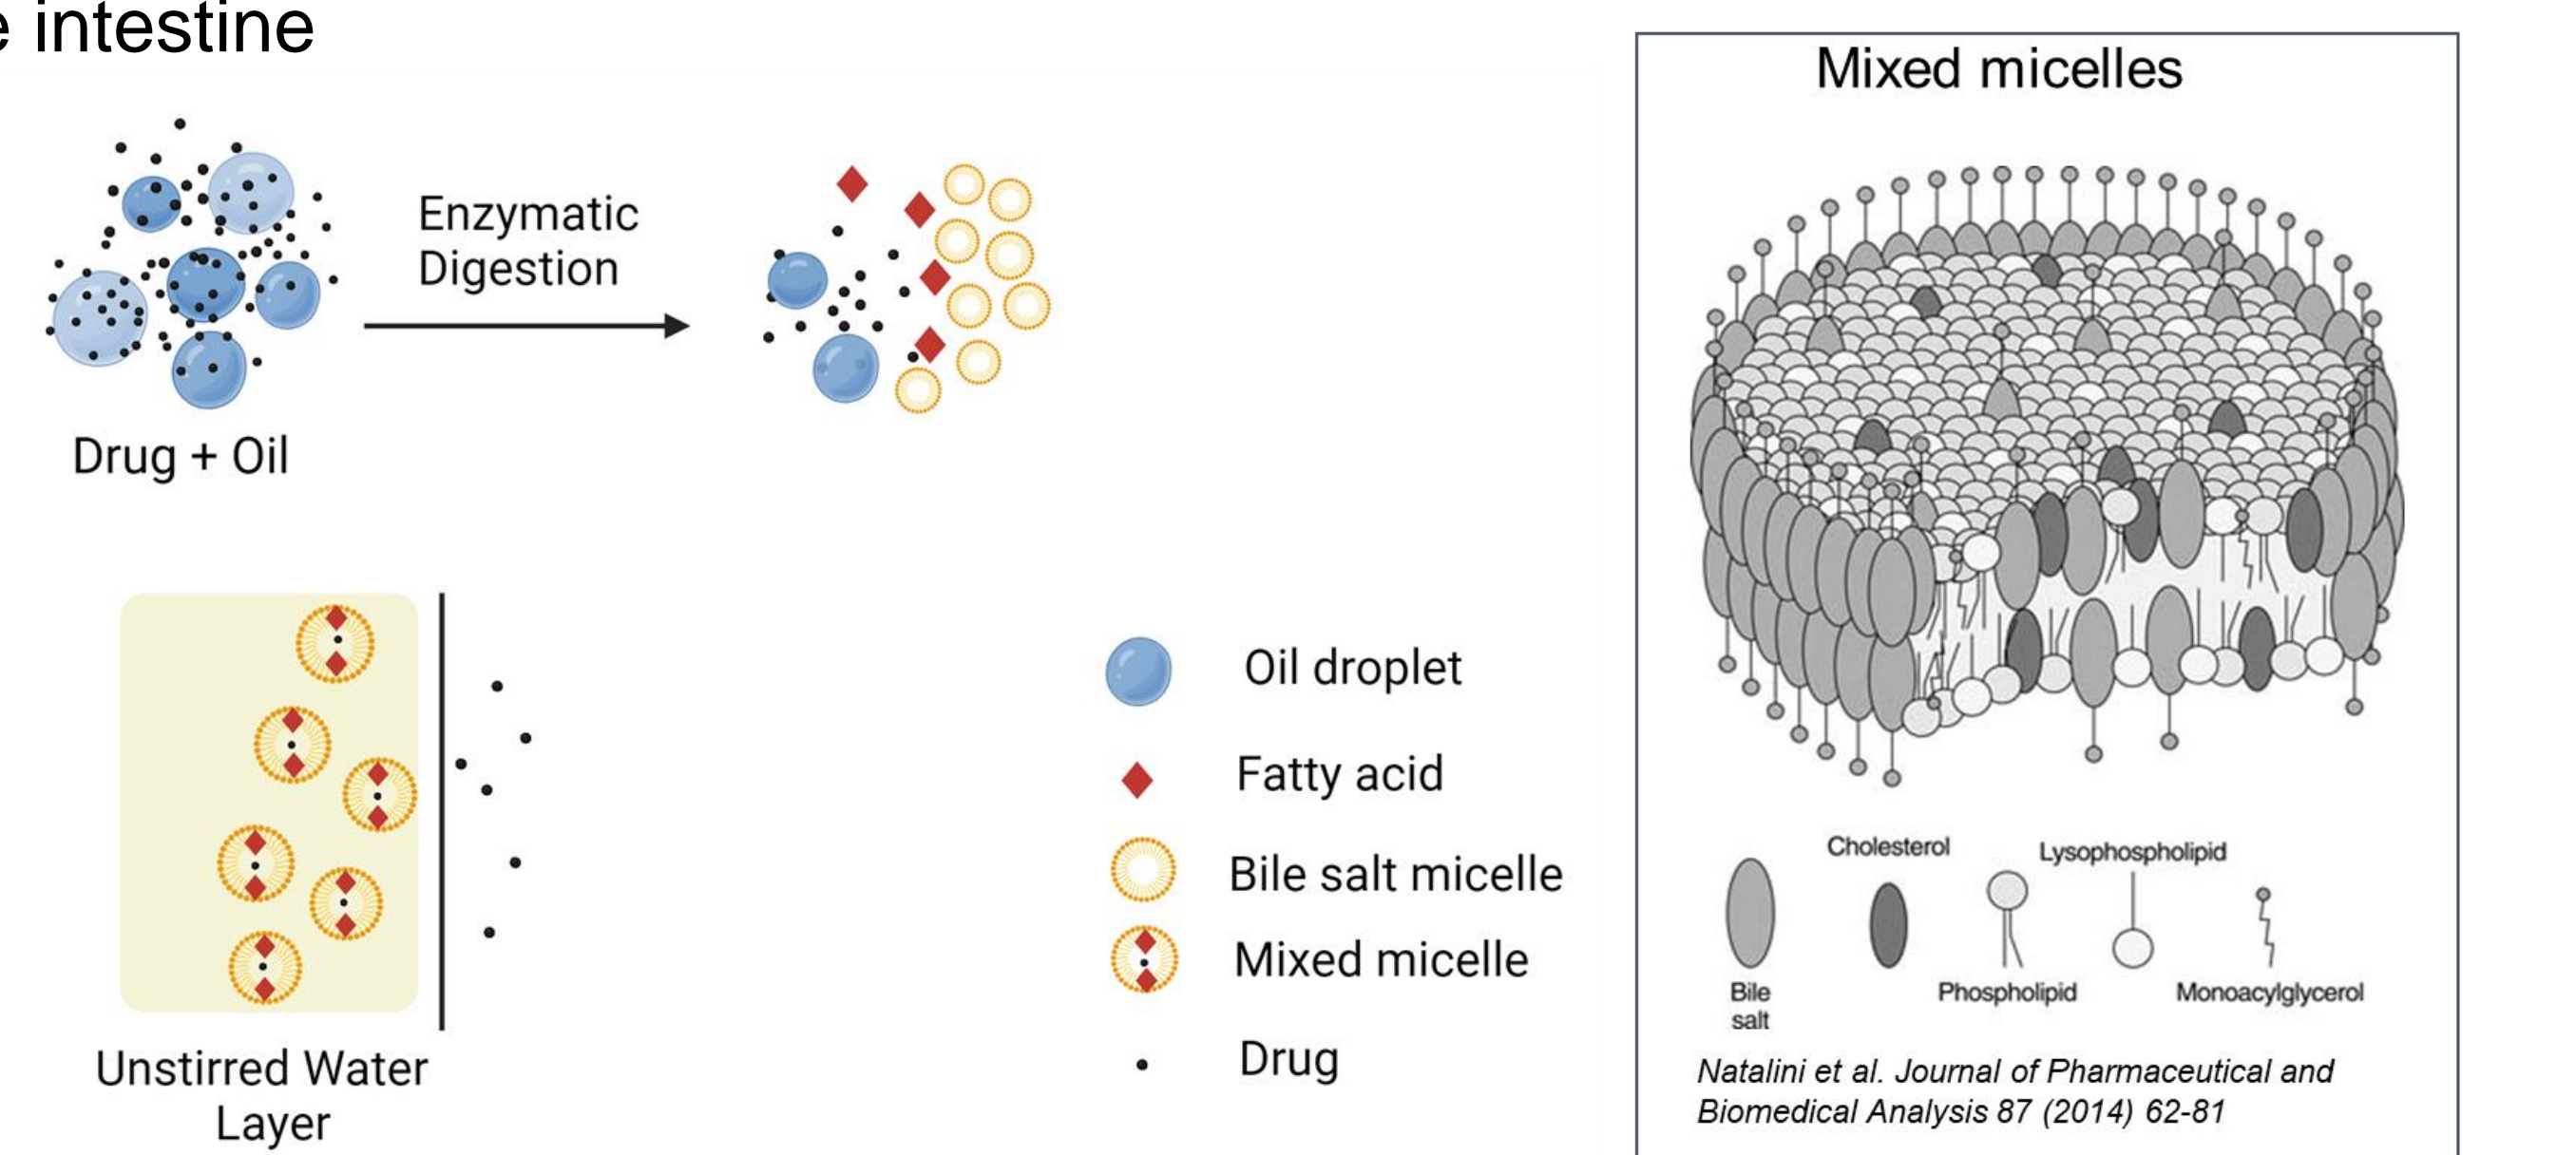 e intestine
Enzymatic
Digestion
Drug + Oil
Unstirred Water
Layer
Oil droplet
Fatty acid
Bile salt micelle
Mixed micelle
Drug
Mixed micelles
Cholesterol
Lysophospholipid
Bile
salt
Phospholipid
Monoacylglycerol
Natalini et al. Journal of Pharmaceutical and
Biomedical Analysis 87 (2014) 62-81